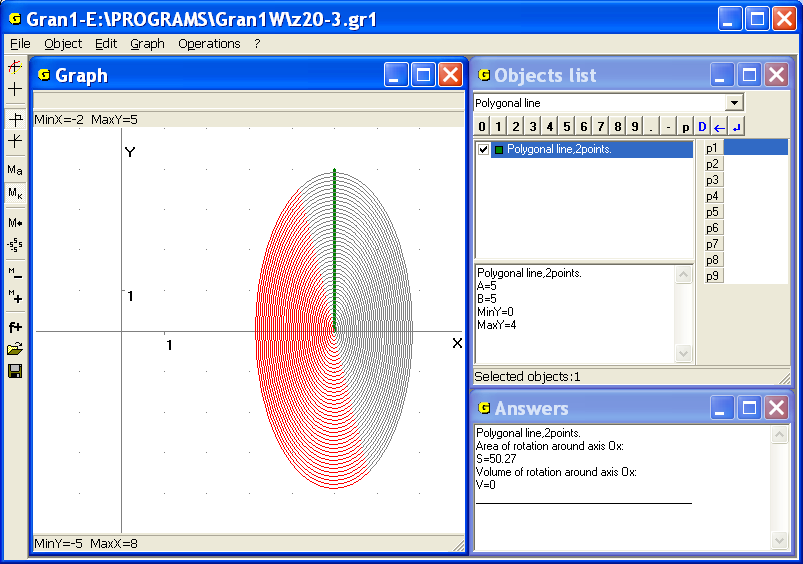 Gran1-E:\PROGRAMS\Gran1W\z20-3.gr1
File Object Edit Graph Operations ?
Graph
MinX=-2 MaxY=5
Y
1
1
X
MinY=-5 MaxX=8
Ma
Mк
M
-sss
M
M
f+
Objects list
Polygonal line
0 1 2 3 4 5 6 7 8 9 . - p D ← ↲
Polygonal line,2points.
p1
p2
p3
p4
p5
p6
p7
p8
p9
Polygonal line,2points.
A=5
B=5
MinY=0
MaxY=4
Selected objects:1
Answers
Polygonal line,2points.
Area of rotation around axis Ox:
S=50.27
Volume of rotation around axis Ox:
V=0